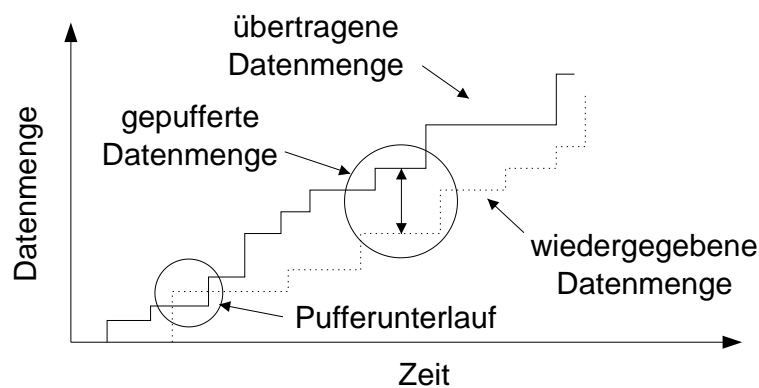 übertragene
Datenmenge
gepufferte
Datenmenge
Datenmenge
wiedergegebene
Datenmenge
Pufferunterlauf
Zeit